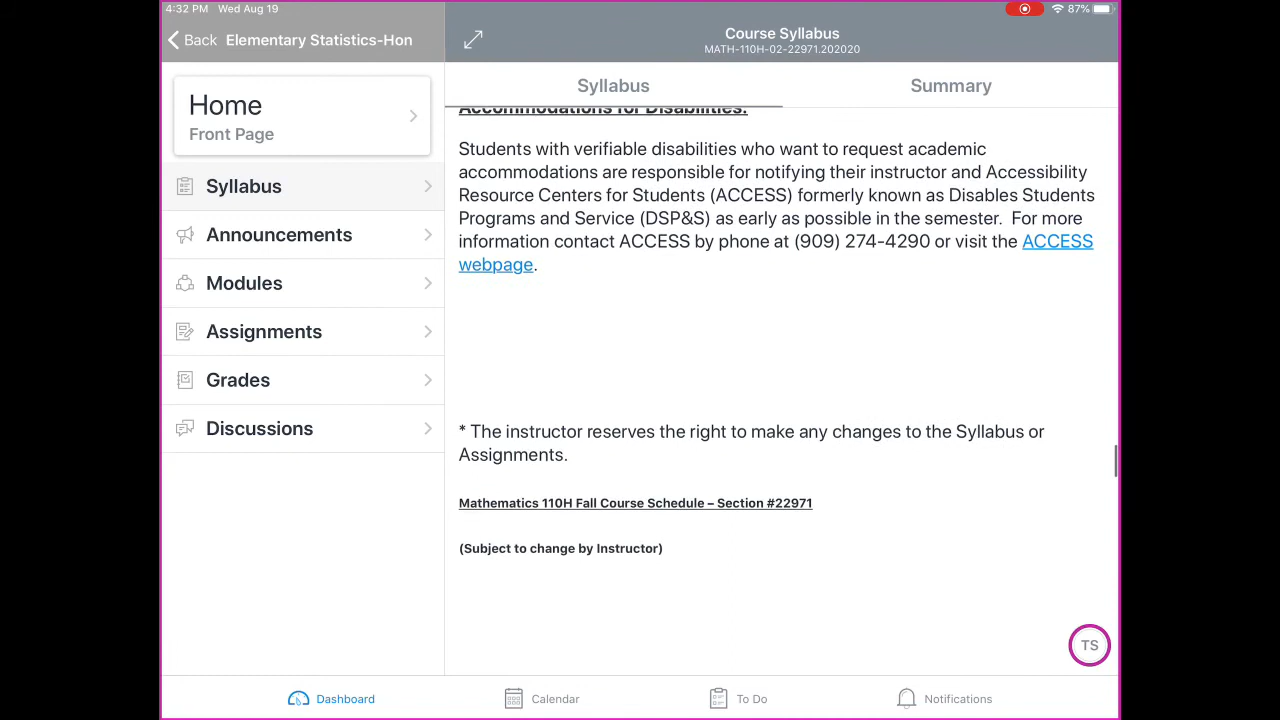 4:32 PM Wed Aug 19
87%
Back Elementary Statistics-Hon
Course Syllabus
MATH-110H-02-22971.202020
Home
Front Page
Syllabus
Announcements
Modules
Assignments
Grades
Discussions
Syllabus Summary
Accommodations for Disabilities:
Students with verifiable disabilities who want to request academic
accommodations are responsible for notifying their instructor and Accessibility
Resource Centers for Students (ACCESS) formerly known as Disables Students
Programs and Service (DSP&S) as early as possible in the semester. For more
information contact ACCESS by phone at (909) 274-4290 or visit the ACCESS
webpage.
* The instructor reserves the right to make any changes to the Syllabus or
Assignments.
Mathematics 110H Fall Course Schedule – Section #22971
(Subject to change by Instructor)
TS
Dashboard Calendar To Do Notifications